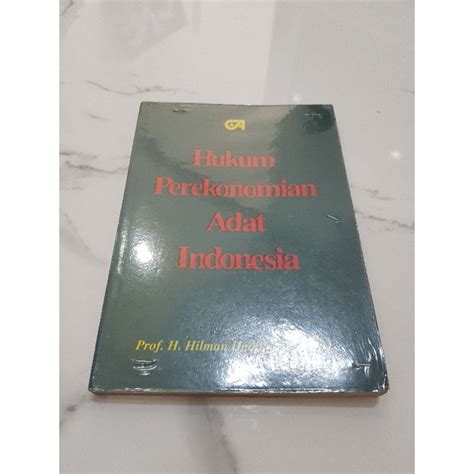 Hukum
Perekonomian
Adat
Indonesia
Prof. H. Hilman